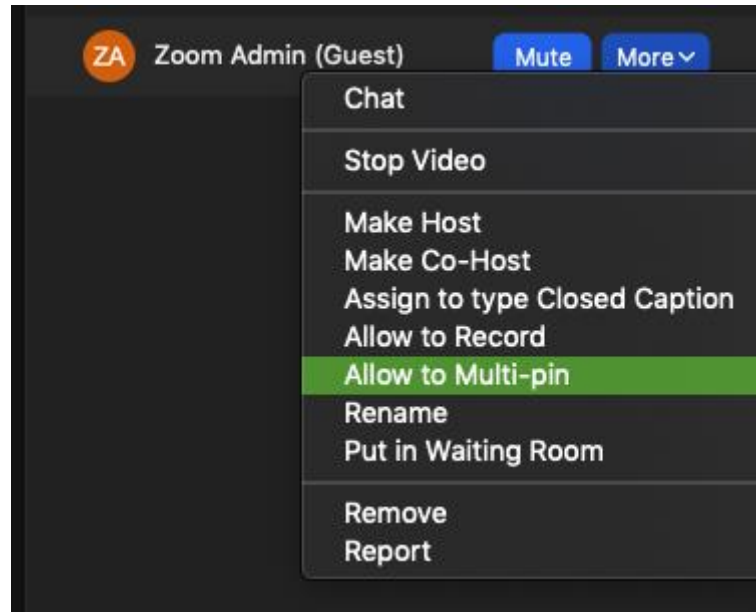 ZA Zoom Admin (Guest) Mute More
Chat
Stop Video
Make Host
Make Co-Host
Assign to type Closed Caption
Allow to Record
Allow to Multi-pin
Rename
Put in Waiting Room
Remove
Report